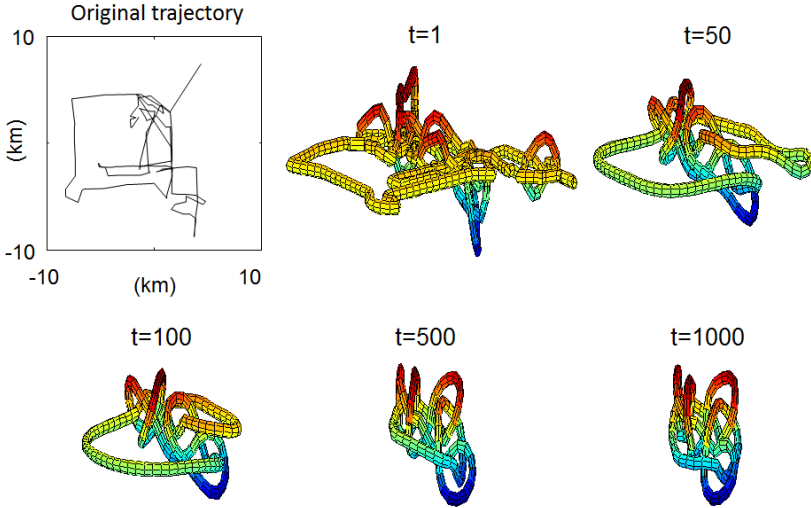 Original trajectory
10
(km)
-10
-10
(km)
10
t=1
t=50
t=100
t=500
t=1000